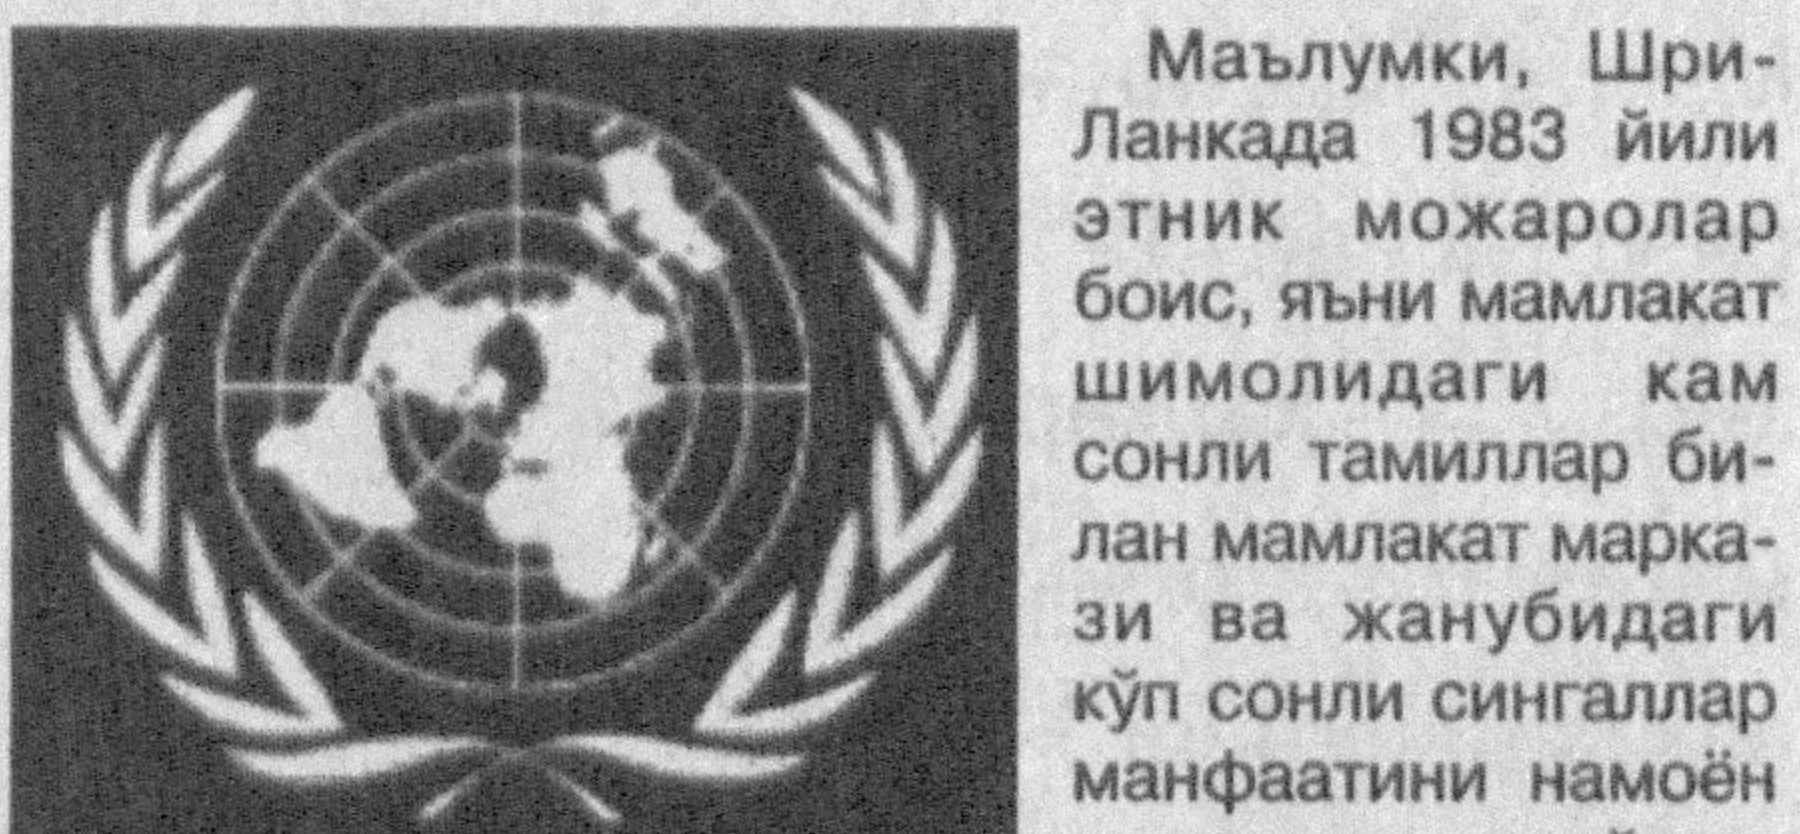 Маълумки, Шри-
Ланкада 1983 йили
этник можаролар
боис, яъни мамлакат
шимолидаги кам
сонли тамиллар би-
лан мамлакат марка-
зи ва жанубидаги
кўп сонли сингаллар
манфаатини намоён